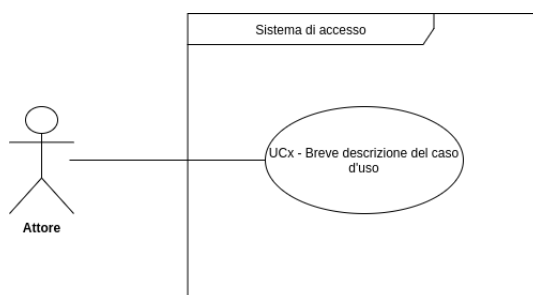 Sistema di accesso
UCx - Breve descrizione del caso
d'uso
Attore